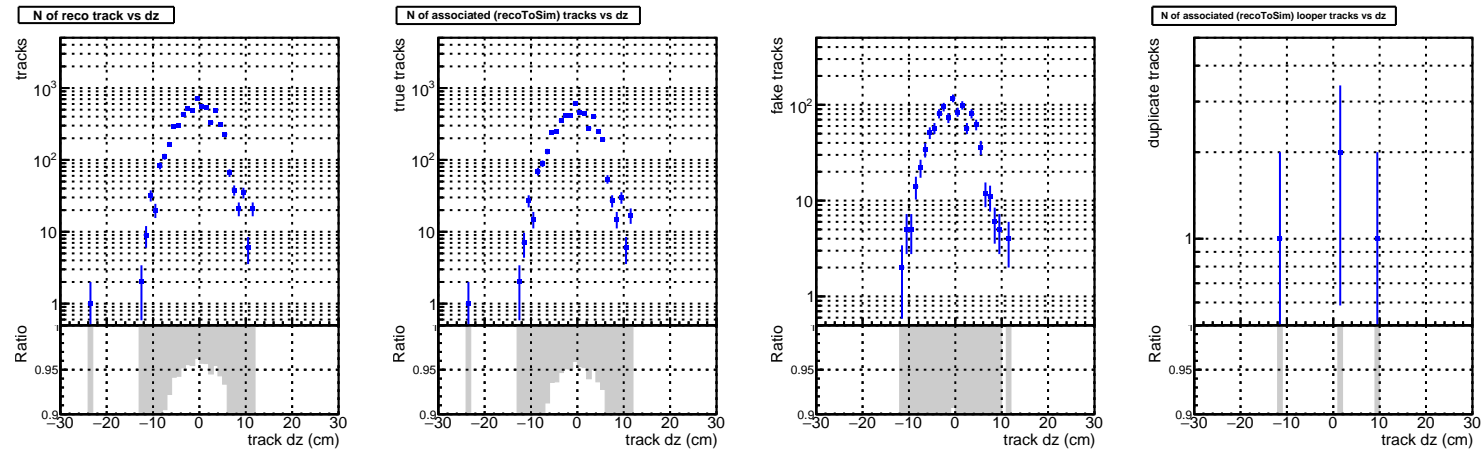 N of reco track vs dz
N of associated (recoToSim) tracks vs dz
N of associated (recoToSim) looper tracks vs dz
tracks
10³
10²
10
1
true tracks
10³
10²
10
1
fake tracks
10²
10
1
duplicate tracks
1
Ratio
1
0.95
0.9
Ratio
1
0.95
0.9
Ratio
1
0.95
0.9
Ratio
1
0.95
0.9
−30 −20 −10 0 10 20 30
track dz (cm)
−30 −20 −10 0 10 20 30
track dz (cm)
−30 −20 −10 0 10 20 30
track dz (cm)
−30 −20 −10 0 10 20 30
track dz (cm)